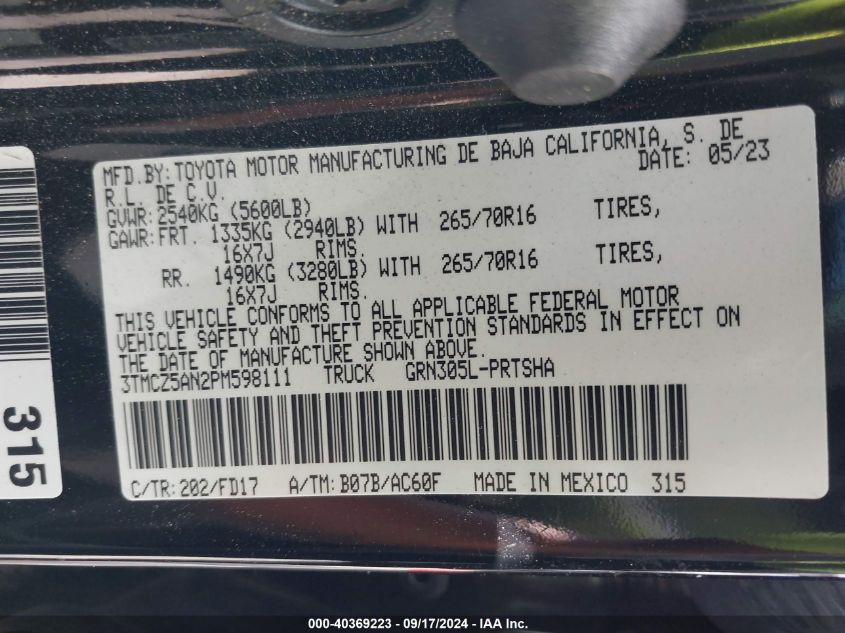 MFD.BY:TOYOTA MOTOR MANUFACTURING DE BAJA CALIFORNIA, S. DE
R.L. DE C.V. DATE: 05/23
GVWR:2540KG (5600LB)
GAWR:FRT. 1335KG (2940LB) WITH 265/70R16 TIRES,
16X7J RIMS.
RR. 1490KG (3280LB) WITH 265/70R16 TIRES,
16X7J RIMS.
THIS VEHICLE CONFORMS TO ALL APPLICABLE FEDERAL MOTOR
VEHICLE SAFETY AND THEFT PREVENTION STANDARDS IN EFFECT ON
THE DATE OF MANUFACTURE SHOWN ABOVE.
3TMCZ5AN2PM598111 TRUCK GRN305L-PRTSHA
C/TR:202/FD17 A/TM:B07B/AC60F MADE IN MEXICO 315
315
000-40369223 - 09/17/2024 - IAA Inc.